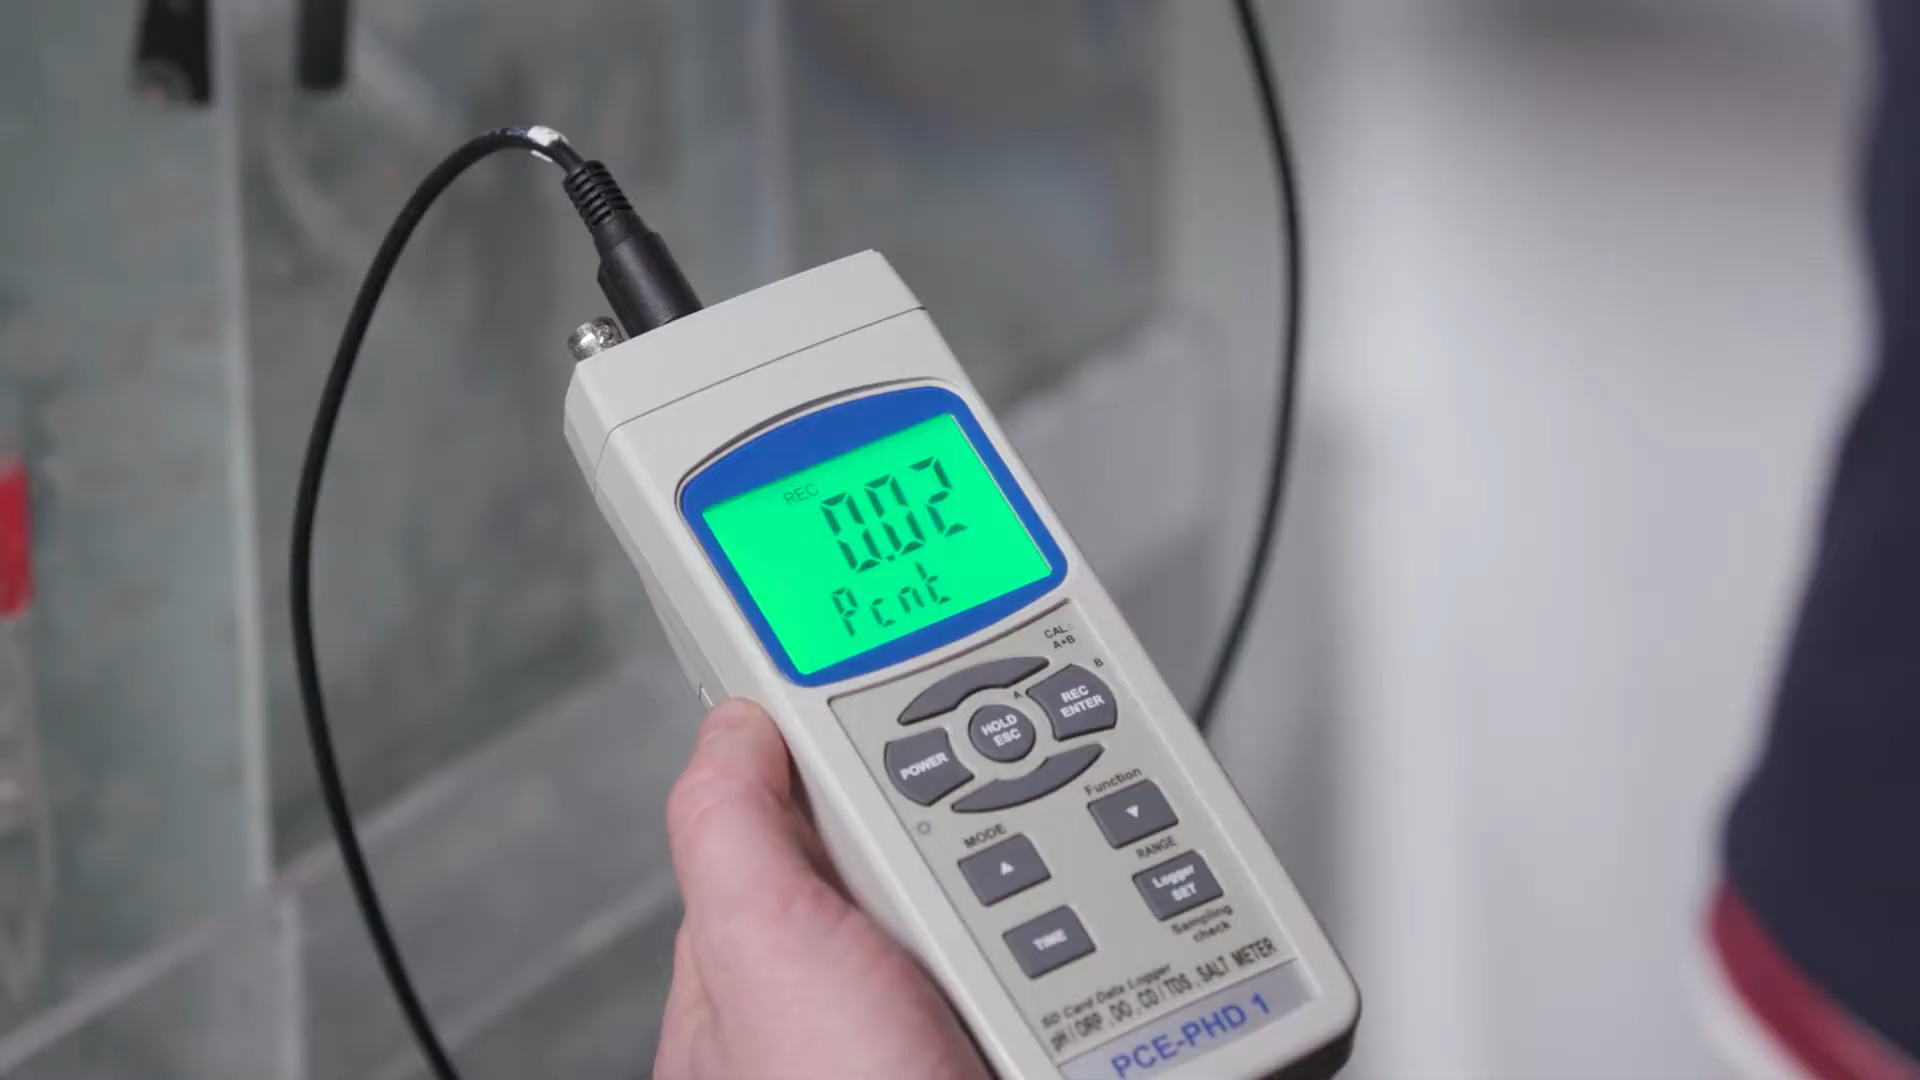 REC
0.02
Pcnt
CAL
A+B
B
A
REC
ENTER
HOLD
ESC
POWER
Function
▼
MODE
▲
RANGE
Logger
SET
TIME
Sampling
check
SD Card Data Logger
pH / ORP , DO , CD / TDS , SALT METER
PCE-PHD 1